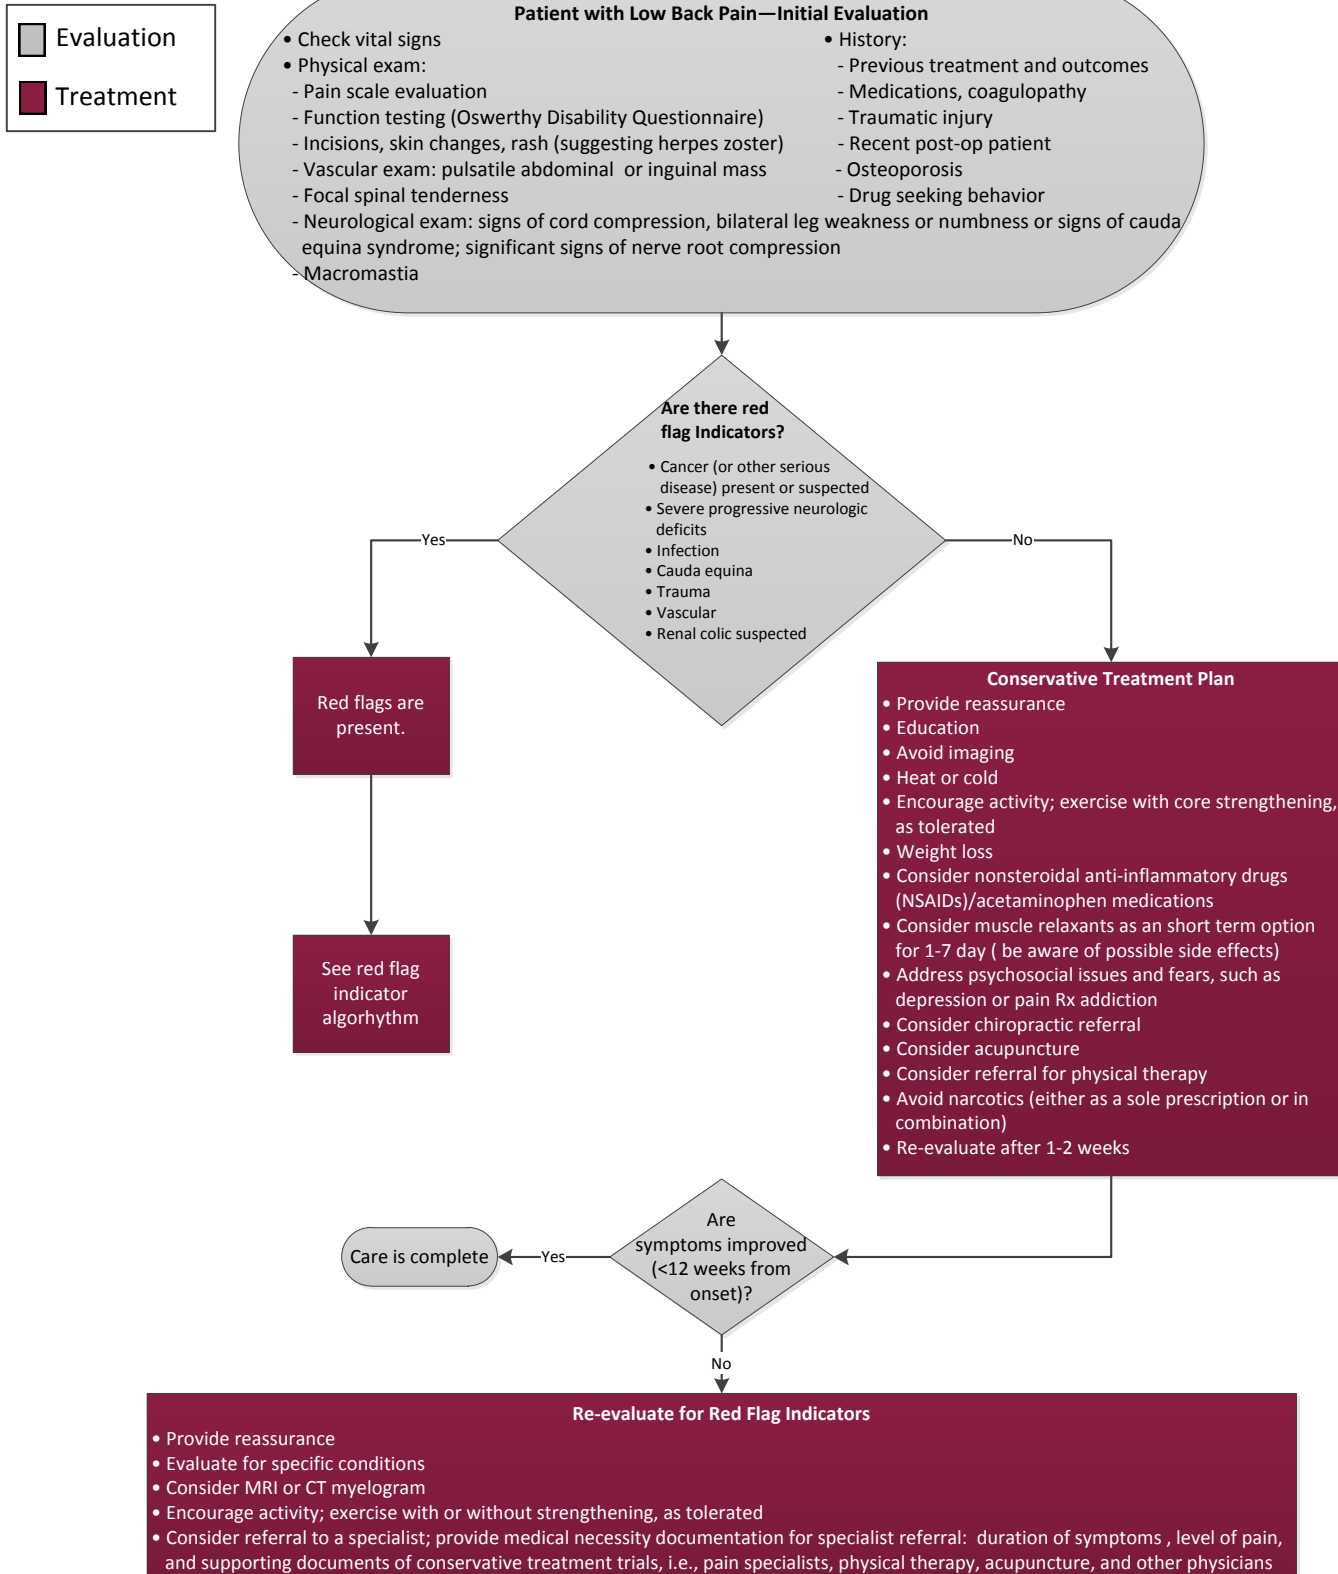 Evaluation
Treatment
Patient with Low Back Pain—Initial Evaluation
• Check vital signs
• Physical exam:
- Pain scale evaluation
- Function testing (Oswerthy Disability Questionnaire)
- Incisions, skin changes, rash (suggesting herpes zoster)
- Vascular exam: pulsatile abdominal or inguinal mass
- Focal spinal tenderness
- Neurological exam: signs of cord compression, bilateral leg weakness or numbness or signs of cauda
equina syndrome; significant signs of nerve root compression
- Macromastia
• History:
- Previous treatment and outcomes
- Medications, coagulopathy
- Traumatic injury
- Recent post-op patient
- Osteoporosis
- Drug seeking behavior
Are there red
flag Indicators?
• Cancer (or other serious
disease) present or suspected
• Severe progressive neurologic
deficits
• Infection
• Cauda equina
• Trauma
• Vascular
• Renal colic suspected
Yes
No
Red flags are
present.
See red flag
indicator
algorhythm
Conservative Treatment Plan
• Provide reassurance
• Education
• Avoid imaging
• Heat or cold
• Encourage activity; exercise with core strengthening,
as tolerated
• Weight loss
• Consider nonsteroidal anti-inflammatory drugs
(NSAIDs)/acetaminophen medications
• Consider muscle relaxants as an short term option
for 1-7 day ( be aware of possible side effects)
• Address psychosocial issues and fears, such as
depression or pain Rx addiction
• Consider chiropractic referral
• Consider acupuncture
• Consider referral for physical therapy
• Avoid narcotics (either as a sole prescription or in
combination)
• Re-evaluate after 1-2 weeks
Are
symptoms improved
(<12 weeks from
onset)?
Yes
Care is complete
No
Re-evaluate for Red Flag Indicators
• Provide reassurance
• Evaluate for specific conditions
• Consider MRI or CT myelogram
• Encourage activity; exercise with or without strengthening, as tolerated
• Consider referral to a specialist; provide medical necessity documentation for specialist referral: duration of symptoms , level of pain,
and supporting documents of conservative treatment trials, i.e., pain specialists, physical therapy, acupuncture, and other physicians